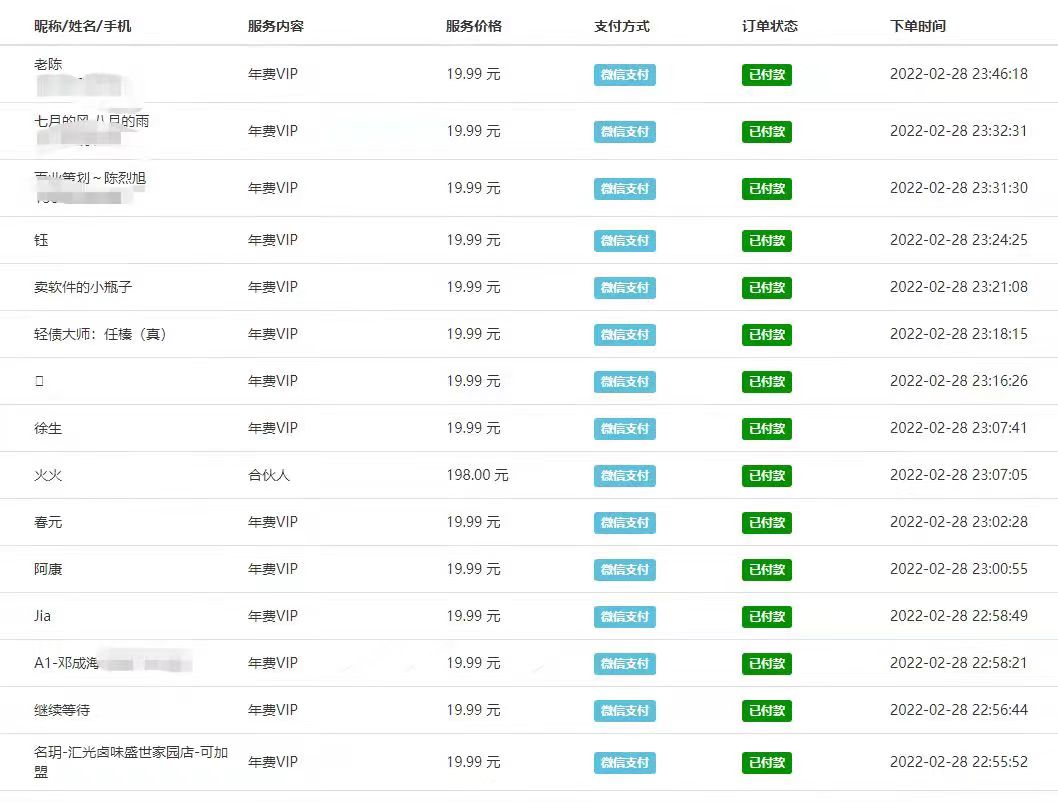 昵称/姓名/手机 服务内容 服务价格 支付方式 订单状态 下单时间
老陈
年费VIP 19.99 元 微信支付 已付款 2022-02-28 23:46:18
七月的风 八月的雨
年费VIP 19.99 元 微信支付 已付款 2022-02-28 23:32:31
策划~陈烈旭
年费VIP 19.99 元 微信支付 已付款 2022-02-28 23:31:30
钰 年费VIP 19.99 元 微信支付 已付款 2022-02-28 23:24:25
卖软件的小瓶子 年费VIP 19.99 元 微信支付 已付款 2022-02-28 23:21:08
轻债大师：任榛（真） 年费VIP 19.99 元 微信支付 已付款 2022-02-28 23:18:15
年费VIP 19.99 元 微信支付 已付款 2022-02-28 23:16:26
徐生 年费VIP 19.99 元 微信支付 已付款 2022-02-28 23:07:41
火火 合伙人 198.00 元 微信支付 已付款 2022-02-28 23:07:05
春元 年费VIP 19.99 元 微信支付 已付款 2022-02-28 23:02:28
阿康 年费VIP 19.99 元 微信支付 已付款 2022-02-28 23:00:55
Jia 年费VIP 19.99 元 微信支付 已付款 2022-02-28 22:58:49
A1-邓成海 年费VIP 19.99 元 微信支付 已付款 2022-02-28 22:58:21
继续等待 年费VIP 19.99 元 微信支付 已付款 2022-02-28 22:56:44
名玥-汇光卤味盛世家园店-可加
盟
年费VIP 19.99 元 微信支付 已付款 2022-02-28 22:55:52